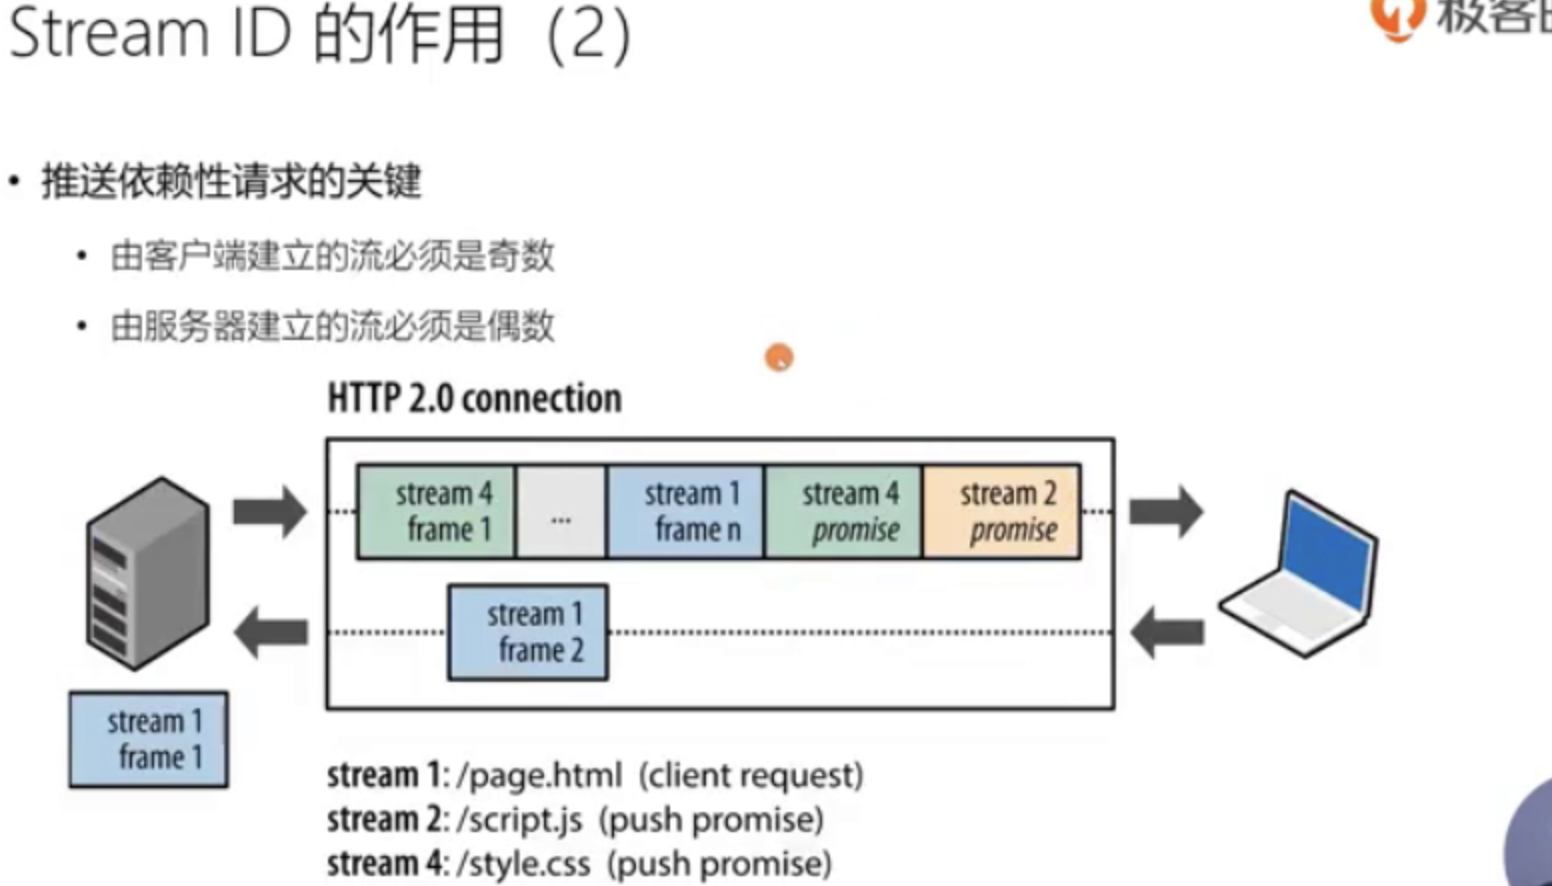 Stream ID 的作用（2）
极客
• 推送依赖性请求的关键
• 由客户端建立的流必须是奇数
• 由服务器建立的流必须是偶数
HTTP 2.0 connection
stream 4
frame 1
...
stream 1
frame n
stream 4
promise
stream 2
promise
stream 1
frame 2
stream 1
frame 1
stream 1: /page.html (client request)
stream 2: /script.js (push promise)
stream 4: /style.css (push promise)